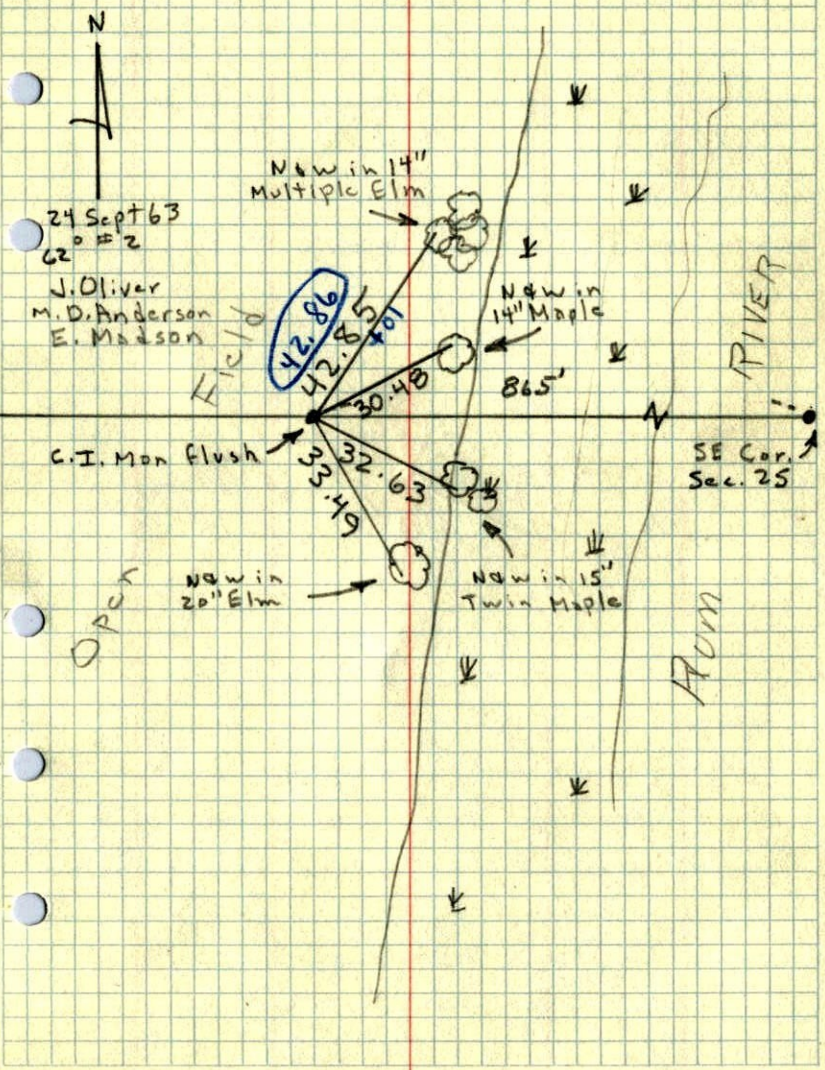 N
Now in 14"
Multiple Elm
24 Sept 63
62° # 2
J. Oliver
M. D. Anderson
E. Madson
Field
42.86
42.85
+01
Now in
14" Maple
30.48
865'
RIVER
C.I. Mon flush
32.63
33.49
SE Cor.
Sec. 25
Now in
20" Elm
Now in 15"
Twin Maple
Open
Rum